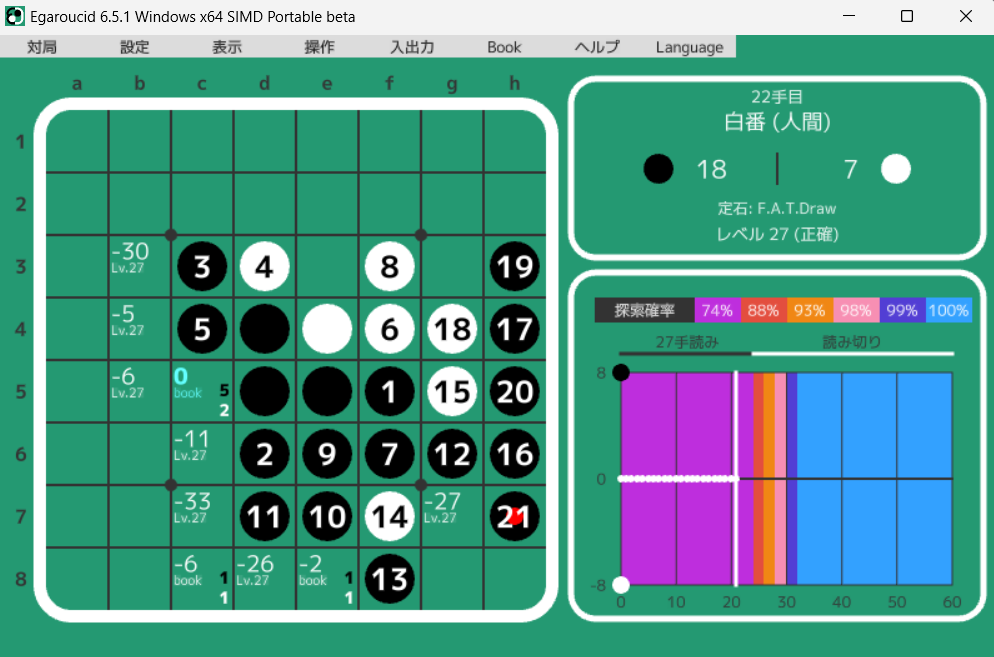 Egaroucid 6.5.1 Windows x64 SIMD Portable beta
対局 設定 表示 操作 入出力 Book ヘルプ Language
a b c d e f g h
1
2
3 -30 Lv.27 3 4 8 19
4 -5 Lv.27 5 6 18 17
5 -6 Lv.27 0 book 5 2 1 15 20
6 -11 Lv.27 2 9 7 12 16
7 -33 Lv.27 11 10 14 -27 Lv.27 21
8 -6 book 1 1 -26 Lv.27 -2 book 1 1 13
22手目
白番 (人間)
18 7
定石: F.A.T.Draw
レベル 27 (正確)
探索確率 74% 88% 93% 98% 99% 100%
27手読み 読み切り
8
0
-8
0 10 20 30 40 50 60